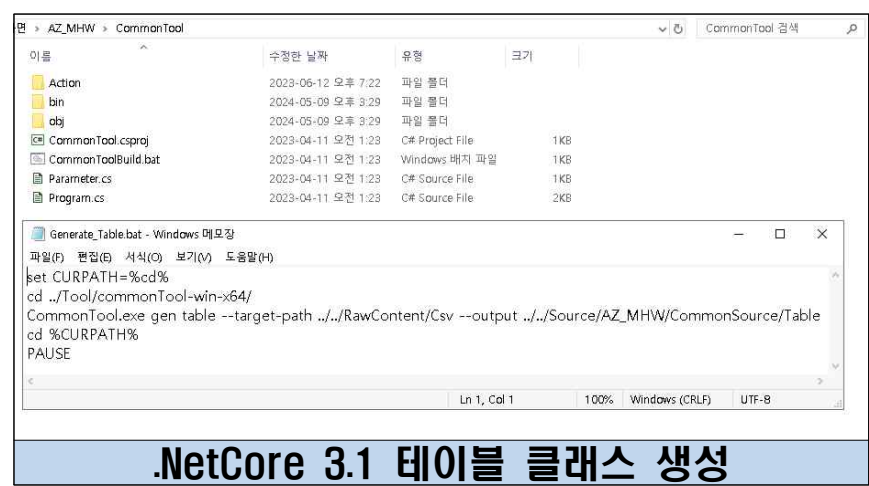 면 › AZ_MHW › CommonTool CommonTool 검색
이름 수정한 날짜 유형 크기
Action 2023-06-12 오후 7:22 파일 폴더
bin 2024-05-09 오후 3:29 파일 폴더
obj 2024-05-09 오후 3:29 파일 폴더
CommonTool.csproj 2023-04-11 오전 1:23 C# Project File 1KB
CommonToolBuild.bat 2023-04-11 오전 1:23 Windows 배치 파일 1KB
Parameter.cs 2023-04-11 오전 1:23 C# Source File 1KB
Program.cs 2023-04-11 오전 1:23 C# Source File 2KB
Generate_Table.bat - Windows 메모장
파일(F) 편집(E) 서식(O) 보기(V) 도움말(H)
set CURPATH=%cd%
cd ../Tool/commonTool-win-x64/
CommonTool.exe gen table --target-path ../../RawContent/Csv --output ../../Source/AZ_MHW/CommonSource/Table
cd %CURPATH%
PAUSE
Ln 1, Col 1 100% Windows (CRLF) UTF-8
.NetCore 3.1 테이블 클래스 생성